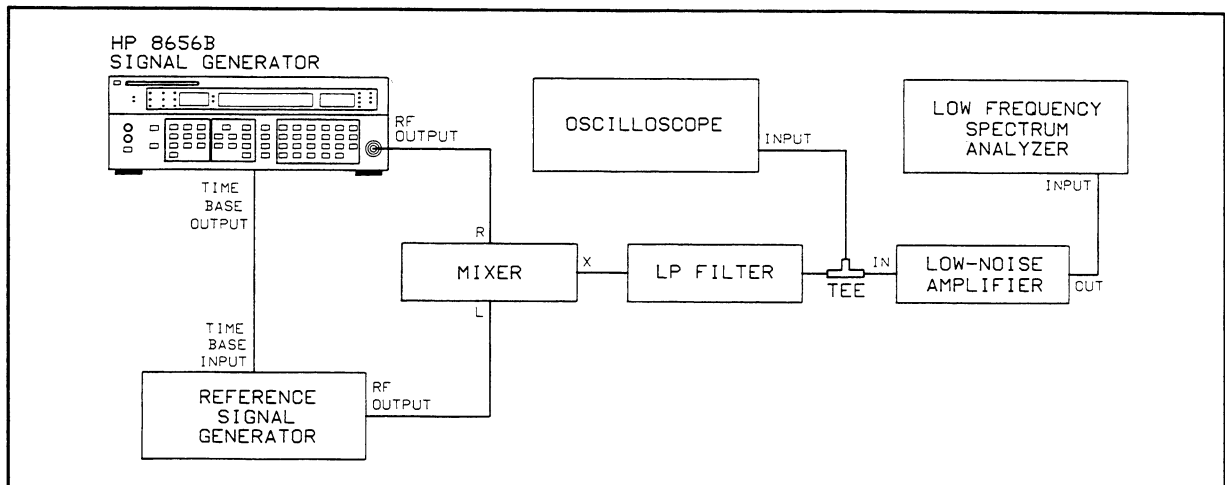 HP 8656B
SIGNAL GENERATOR
RF
OUTPUT
OSCILLOSCOPE
INPUT
LOW FREQUENCY
SPECTRUM
ANALYZER
INPUT
TIME
BASE
OUTPUT
R
MIXER
X
LP FILTER
TEE
IN
LOW-NOISE
AMPLIFIER
OUT
L
TIME
BASE
INPUT
REFERENCE
SIGNAL
GENERATOR
RF
OUTPUT